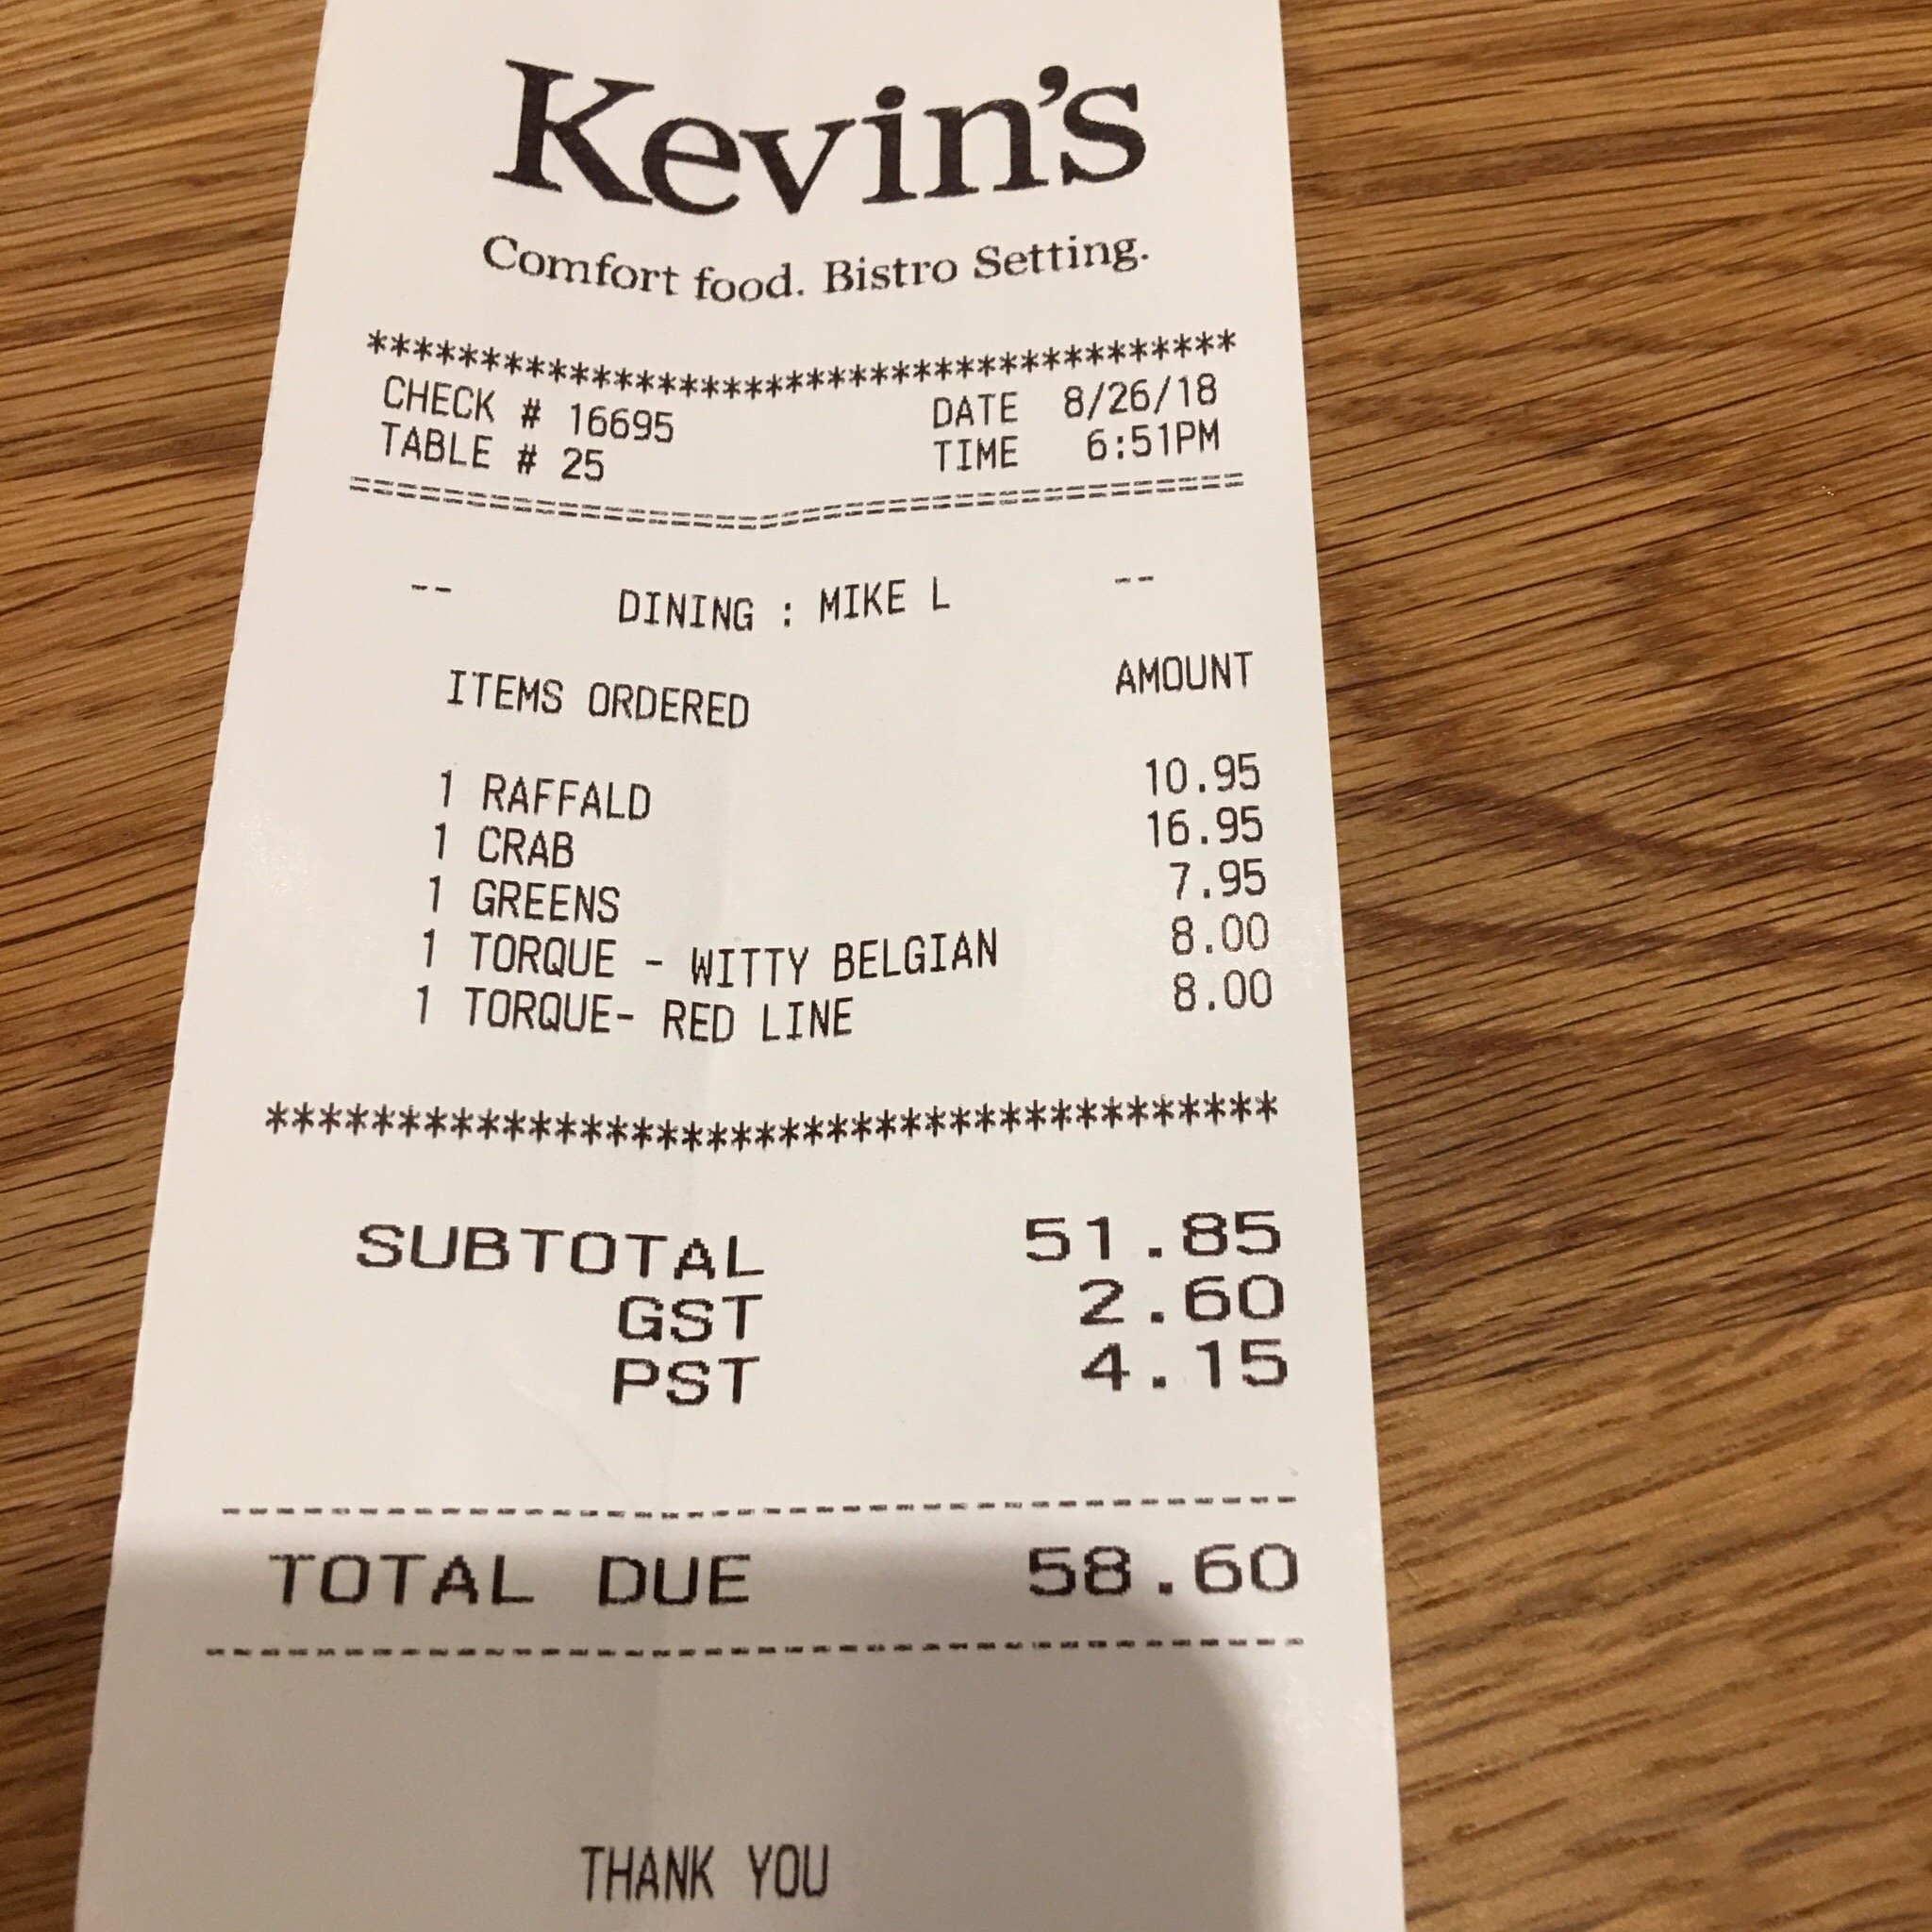 Kevin's
Comfort food. Bistro Setting.
***************************************
CHECK # 16695 DATE 8/26/18
TABLE # 25 TIME 6:51PM
=======================================
-- DINING : MIKE L --
ITEMS ORDERED AMOUNT
1 RAFFALD 10.95
1 CRAB 16.95
1 GREENS 7.95
1 TORQUE - WITTY BELGIAN 8.00
1 TORQUE- RED LINE 8.00
***************************************
SUBTOTAL 51.85
GST 2.60
PST 4.15
---------------------------------------
TOTAL DUE 58.60
---------------------------------------
THANK YOU